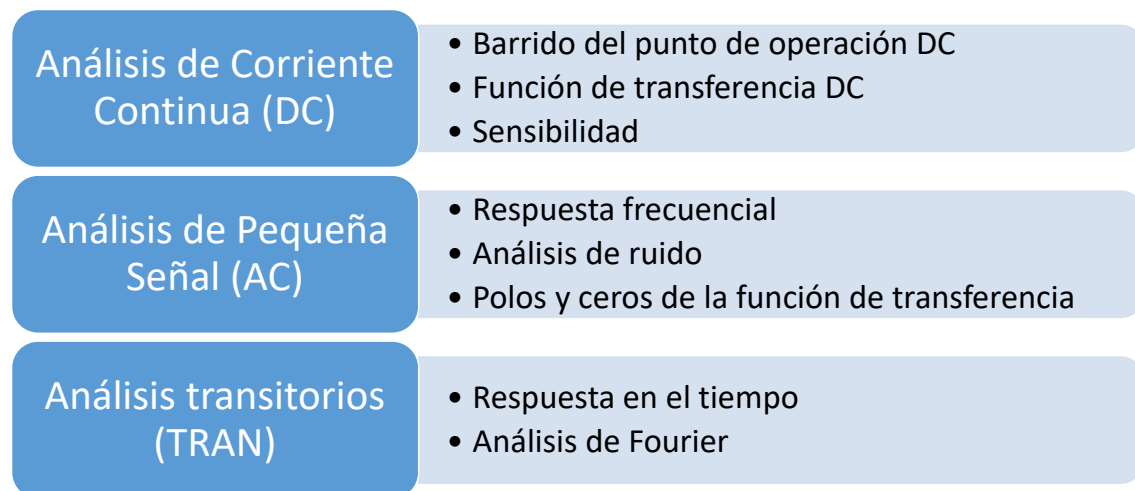 Análisis de Corriente
Continua (DC)
• Barrido del punto de operación DC
• Función de transferencia DC
• Sensibilidad
Análisis de Pequeña
Señal (AC)
• Respuesta frecuencial
• Análisis de ruido
• Polos y ceros de la función de transferencia
Análisis transitorios
(TRAN)
• Respuesta en el tiempo
• Análisis de Fourier